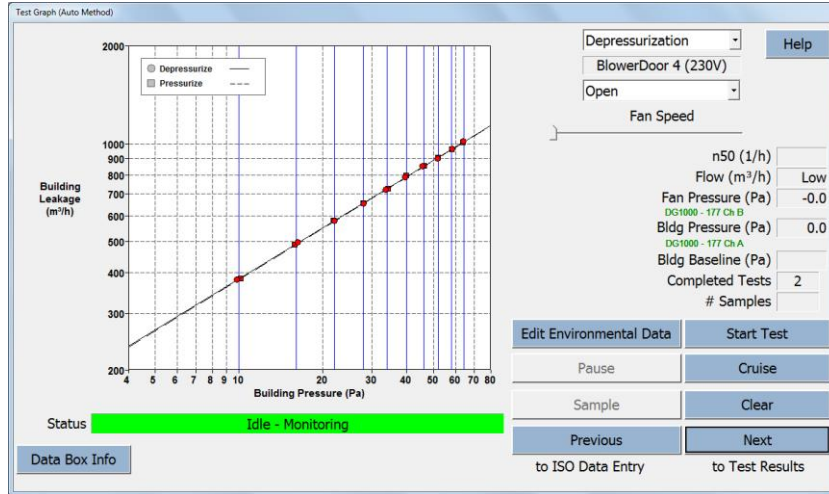 Test Graph (Auto Method)
2000
Depressurize
Pressurize
1000
900
800
700
600
500
400
300
200
Building
Leakage
(m³/h)
4 5 6 7 8 9 10 20 30 40 50 60 70 80
Building Pressure (Pa)
Status Idle - Monitoring
Data Box Info
Depressurization Help
BlowerDoor 4 (230V)
Open
Fan Speed
n50 (1/h)
Flow (m³/h) Low
Fan Pressure (Pa) -0.0
DG1000 - 177 Ch B
Bldg Pressure (Pa) 0.0
DG1000 - 177 Ch A
Bldg Baseline (Pa)
Completed Tests 2
# Samples
Edit Environmental Data Start Test
Pause Cruise
Sample Clear
Previous Next
to ISO Data Entry to Test Results